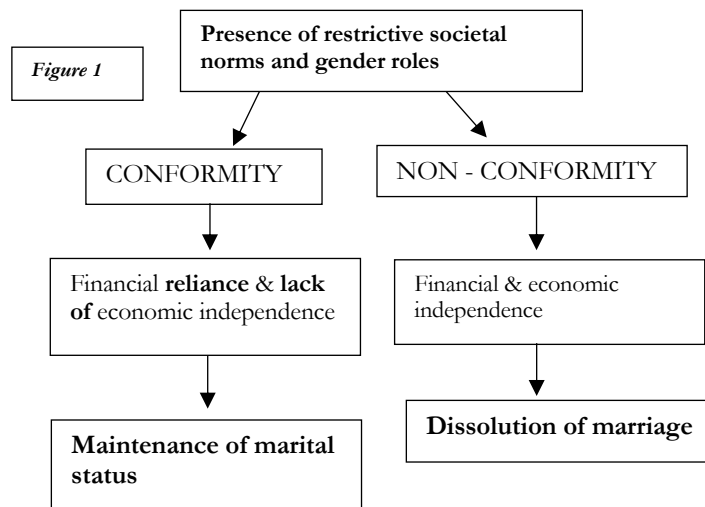 Presence of restrictive societal
norms and gender roles
Figure 1
CONFORMITY
NON - CONFORMITY
Financial reliance & lack
of economic independence
Financial & economic
independence
Maintenance of marital
status
Dissolution of marriage